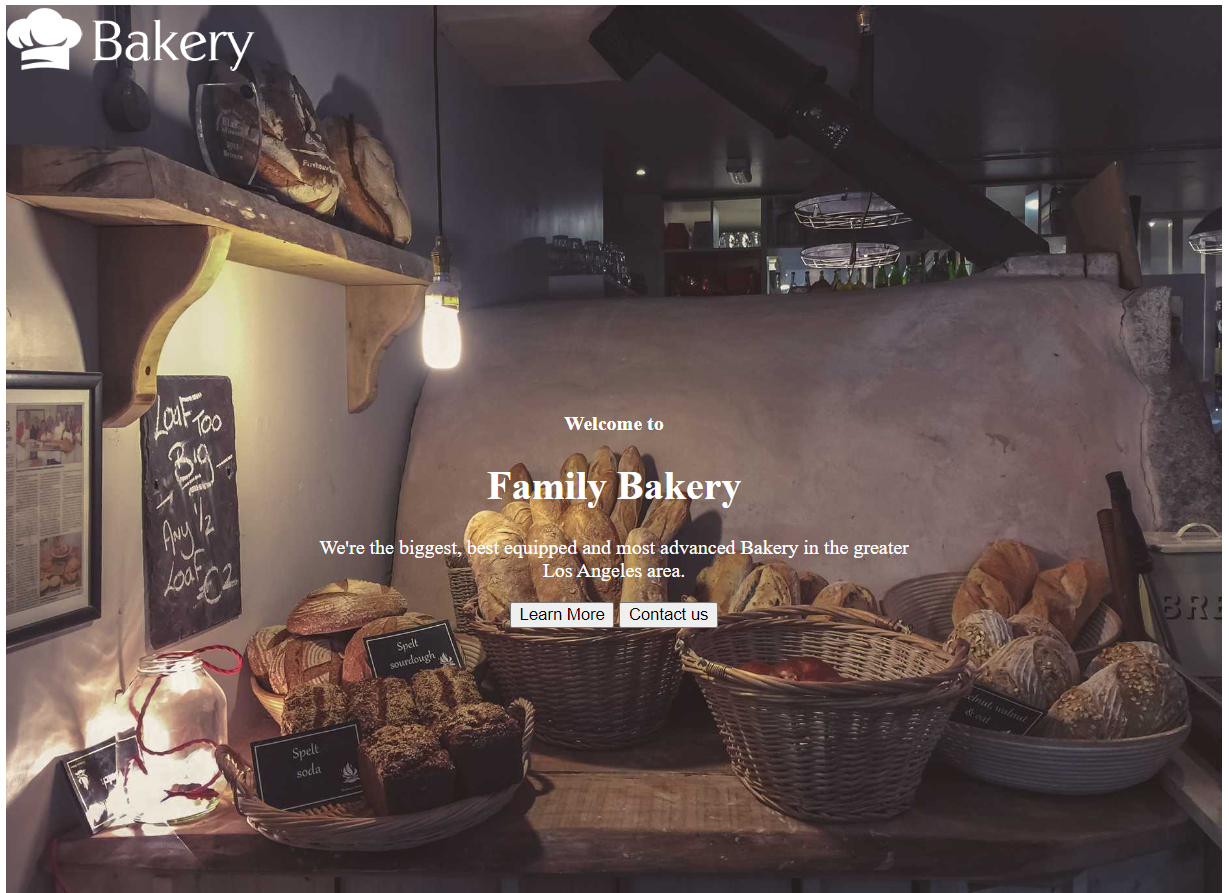 Bakery
Welcome to
Family Bakery
We're the biggest, best equipped and most advanced Bakery in the greater
Los Angeles area.
Learn More
Contact us
LOAF TOO
BIG
ANY 1/2
LOAF
€2
Spelt
sourdough
Spelt
soda
walnut
& oat
BRE